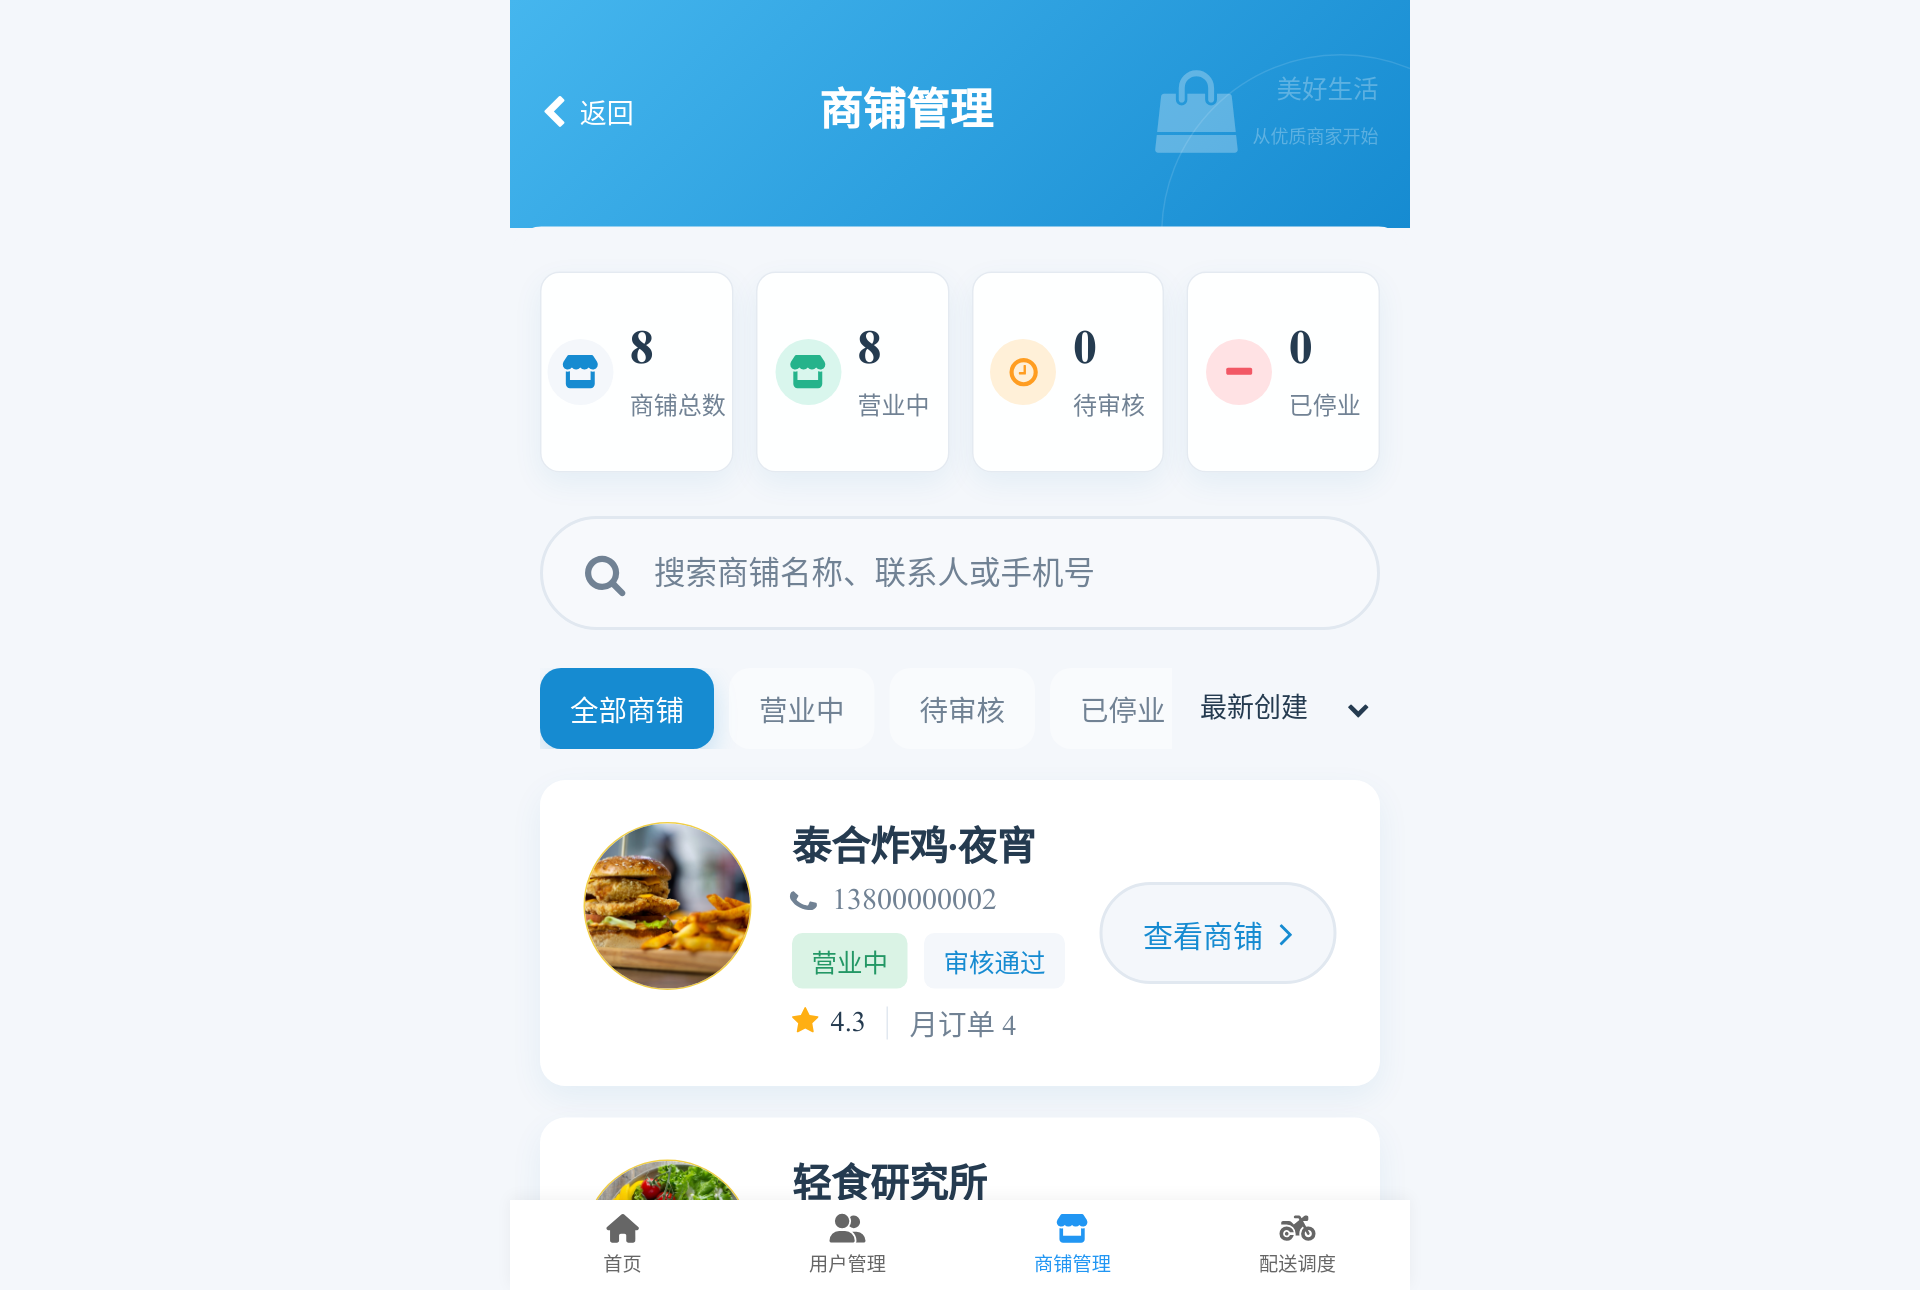 返回
商铺管理
美好生活
从优质商家开始
8
商铺总数
8
营业中
0
待审核
0
已停业
搜索商铺名称、联系人或手机号
全部商铺
营业中
待审核
已停业
最新创建
泰合炸鸡·夜宵
13800000002
营业中
审核通过
4.3
月订单 4
查看商铺
轻食研究所
首页
用户管理
商铺管理
配送调度